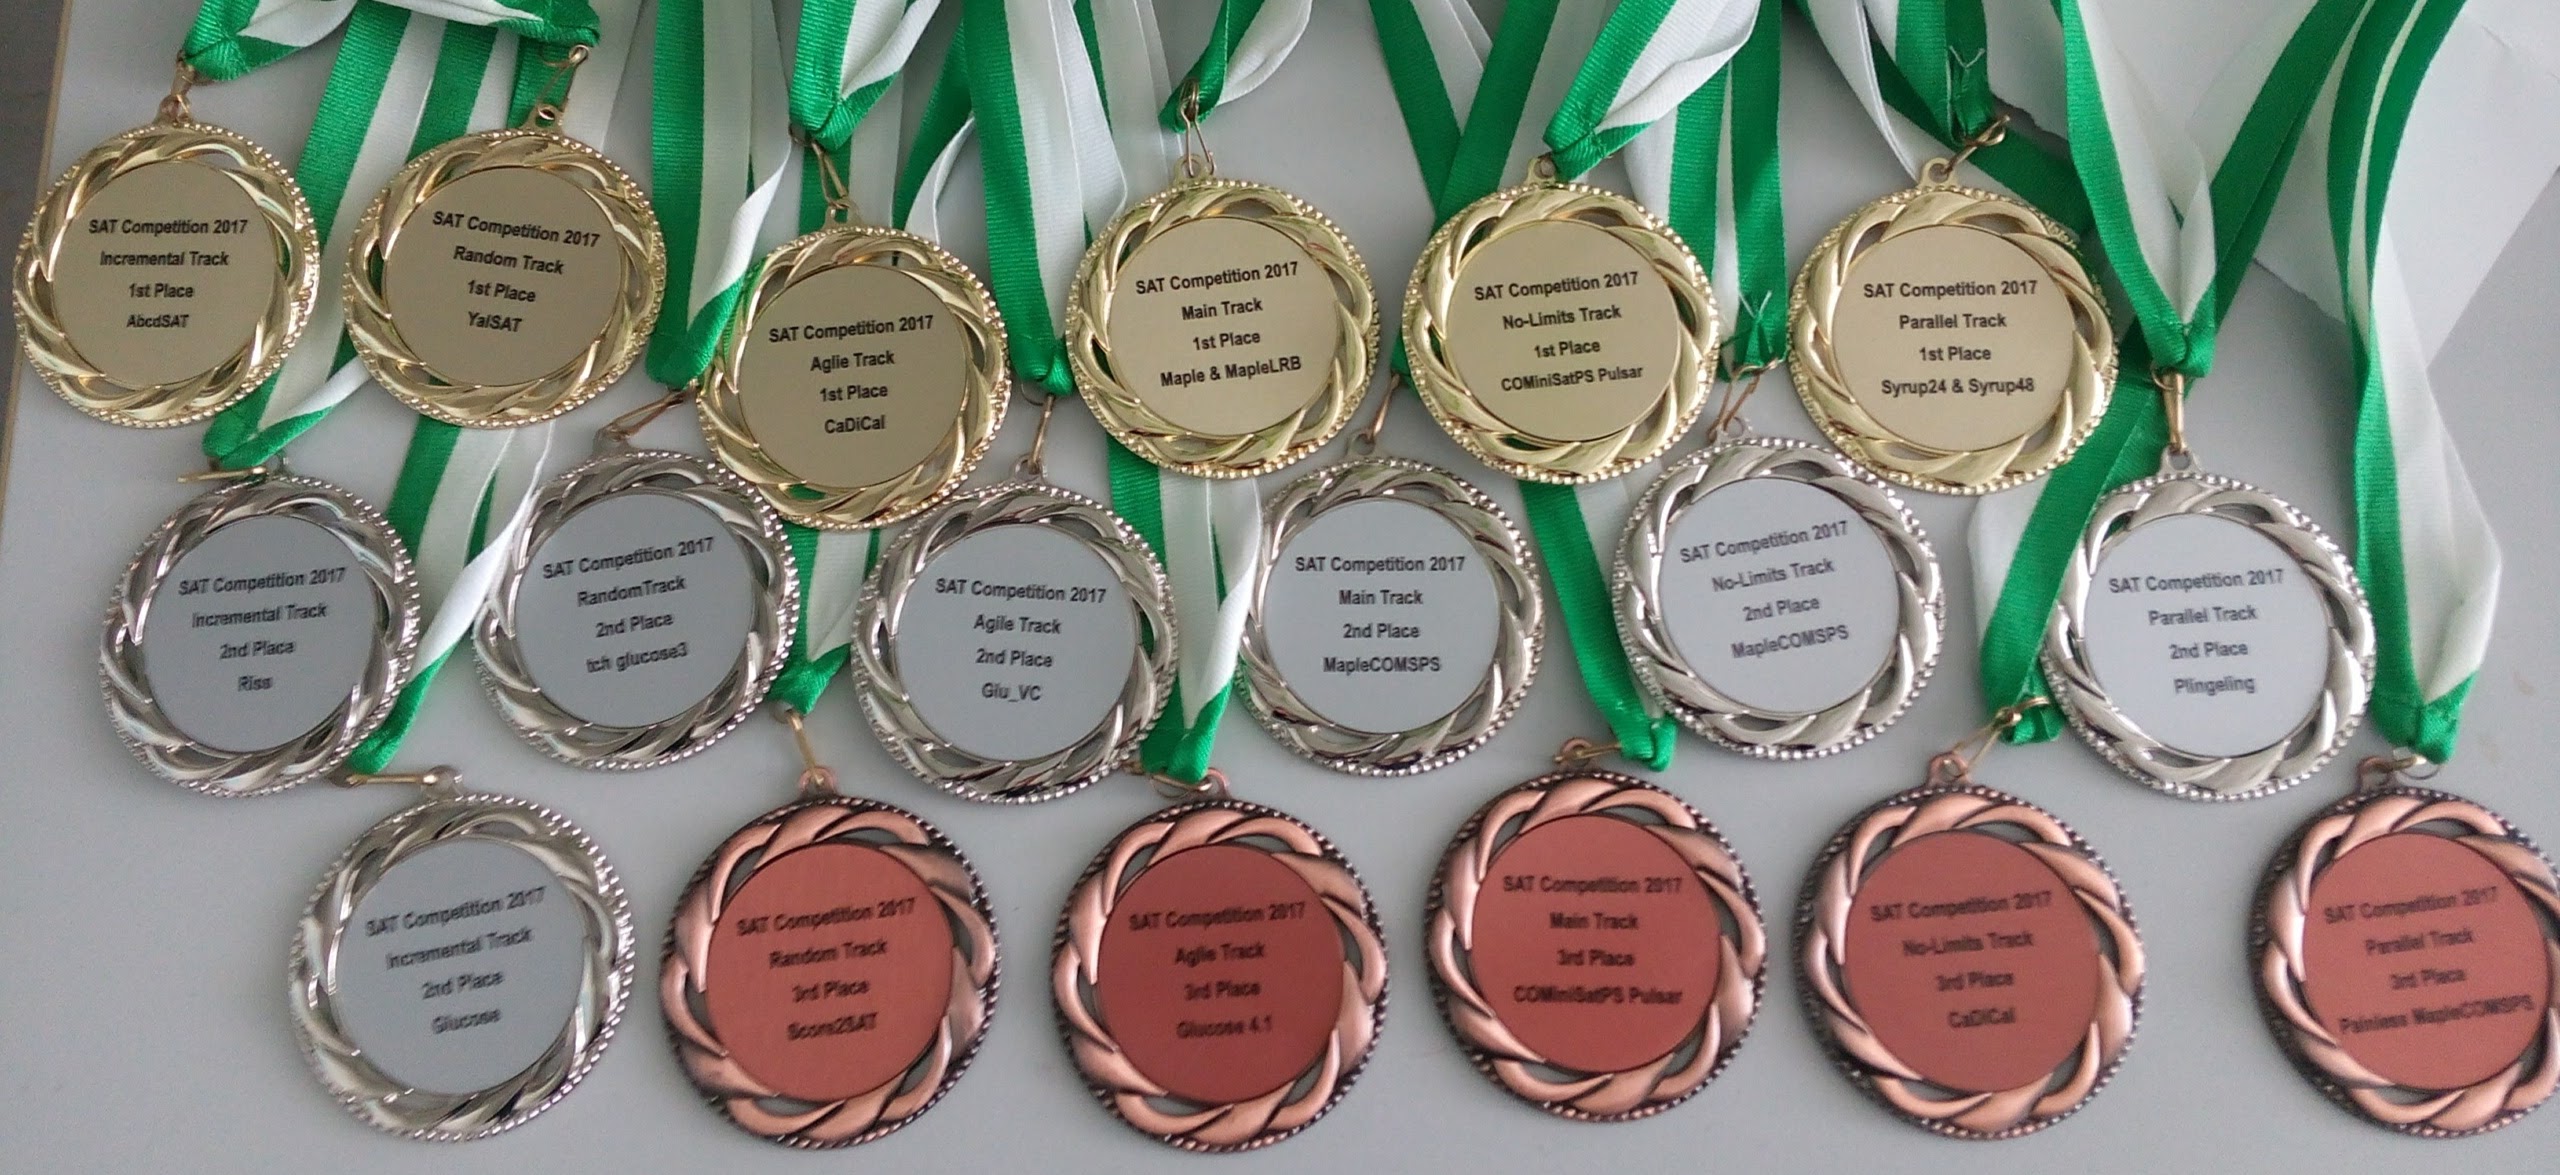 SAT Competition 2017
Incremental Track
1st Place
AbcdSAT
SAT Competition 2017
Random Track
1st Place
YalSAT
SAT Competition 2017
Aglie Track
1st Place
CaDiCal
SAT Competition 2017
Main Track
1st Place
Maple & MapleLRB
SAT Competition 2017
No-Limits Track
1st Place
COMiniSatPS Pulsar
SAT Competition 2017
Parallel Track
1st Place
Syrup24 & Syrup48
SAT Competition 2017
Incremental Track
2nd Place
Riss
SAT Competition 2017
RandomTrack
2nd Place
tch glucose3
SAT Competition 2017
Agile Track
2nd Place
Glu_VC
SAT Competition 2017
Main Track
2nd Place
MapleCOMSPS
SAT Competition 2017
No-Limits Track
2nd Place
MapleCOMSPS
SAT Competition 2017
Parallel Track
2nd Place
Plingeling
SAT Competition 2017
Incremental Track
2nd Place
Glucose
SAT Competition 2017
Random Track
3rd Place
Score2SAT
SAT Competition 2017
Agile Track
3rd Place
Glucose 4.1
SAT Competition 2017
Main Track
3rd Place
COMiniSatPS Pulsar
SAT Competition 2017
No-Limits Track
3rd Place
CaDiCal
SAT Competition 2017
Parallel Track
3rd Place
Painless MapleCOMSPS